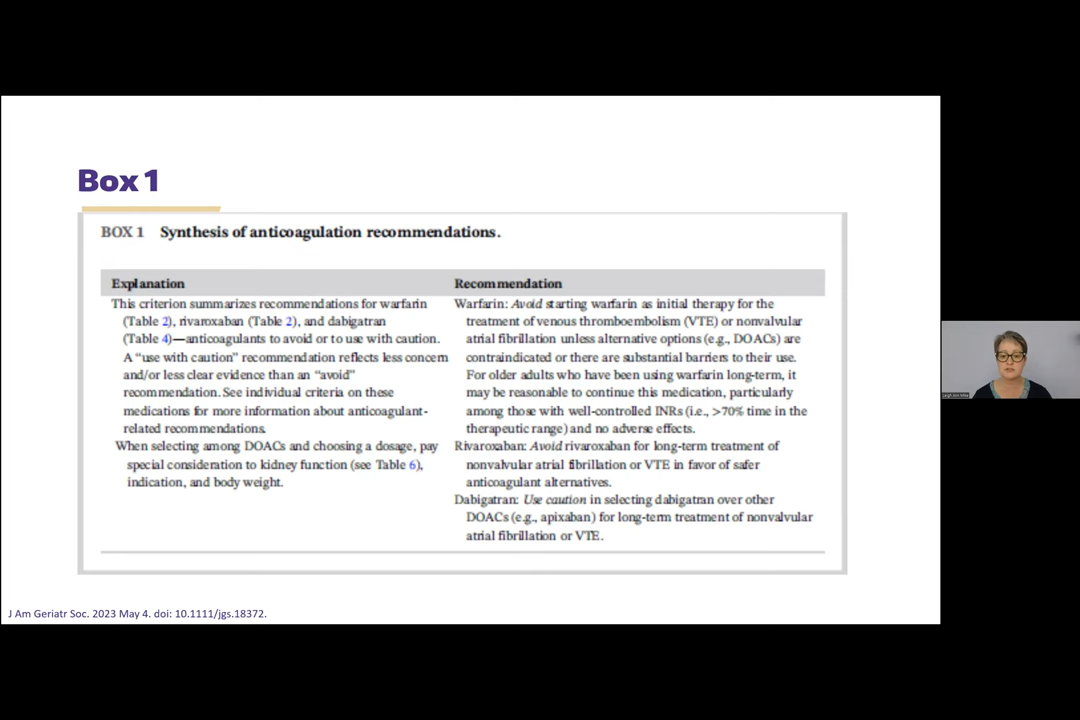 Box 1
BOX 1 Synthesis of anticoagulation recommendations.
Explanation
This criterion summarizes recommendations for warfarin
(Table 2), rivaroxaban (Table 2), and dabigatran
(Table 4)—anticoagulants to avoid or to use with caution.
A “use with caution” recommendation reflects less concern
and/or less clear evidence than an “avoid”
recommendation. See individual criteria on these
medications for more information about anticoagulant-
related recommendations.
When selecting among DOACs and choosing a dosage, pay
special consideration to kidney function (see Table 6),
indication, and body weight.
Recommendation
Warfarin: Avoid starting warfarin as initial therapy for the
treatment of venous thromboembolism (VTE) or nonvalvular
atrial fibrillation unless alternative options (e.g., DOACs) are
contraindicated or there are substantial barriers to their use.
For older adults who have been using warfarin long-term, it
may be reasonable to continue this medication, particularly
among those with well-controlled INRs (i.e., >70% time in the
therapeutic range) and no adverse effects.
Rivaroxaban: Avoid rivaroxaban for long-term treatment of
nonvalvular atrial fibrillation or VTE in favor of safer
anticoagulant alternatives.
Dabigatran: Use caution in selecting dabigatran over other
DOACs (e.g., apixaban) for long-term treatment of nonvalvular
atrial fibrillation or VTE.
J Am Geriatr Soc. 2023 May 4. doi: 10.1111/jgs.18372.